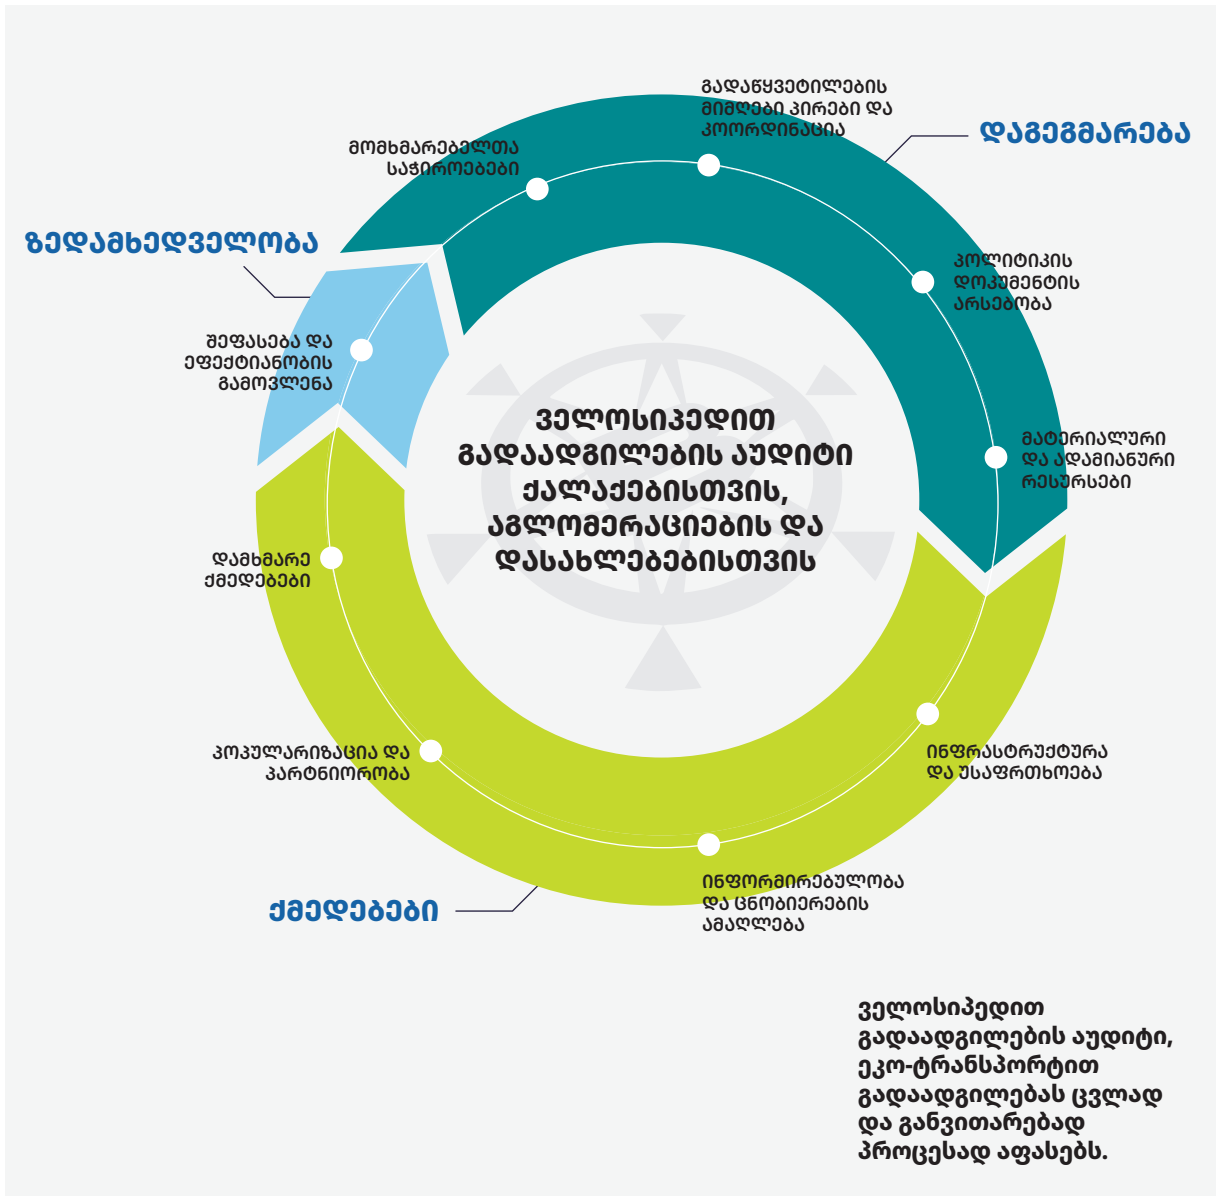 გადაწყვეტილების
მიმღები პირები და
კოორდინაცია
დაგეგმარება
მომხმარებელთა
საჭიროებები
ზედამხედველობა
პოლიტიკის
დოკუმენტის
არსებობა
შეფასება და
ეფექტიანობის
გამოვლენა
ველოსიპედით
გადაადგილების აუდიტი
ქალაქებისთვის,
აგლომერაციების და
დასახლებებისთვის
მატერიალური
და ადამიანური
რესურსები
დამხმარე
ქმედებები
პოპულარიზაცია და
პარტნიორობა
ინფრასტრუქტურა
და უსაფრთხოება
ინფორმირებულობა
და ცნობიერების
ამაღლება
ქმედებები
ველოსიპედით
გადაადგილების აუდიტი,
ეკო-ტრანსპორტით
გადაადგილებას ცვლად
და განვითარებად
პროცესად აფასებს.